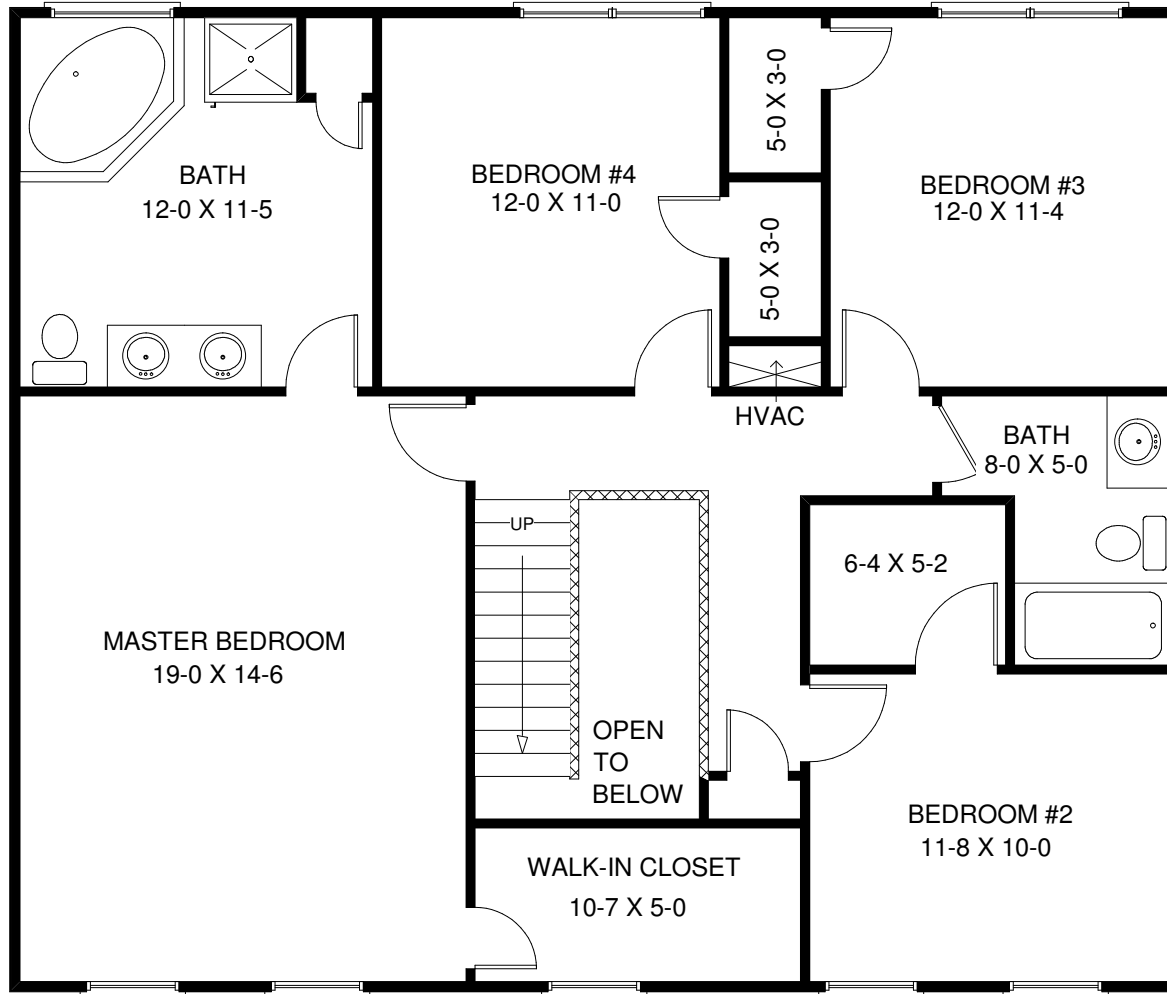 BATH
12-0 X 11-5
BEDROOM #4
12-0 X 11-0
5-0 X 3-0
5-0 X 3-0
BEDROOM #3
12-0 X 11-4
HVAC
BATH
8-0 X 5-0
UP
6-4 X 5-2
MASTER BEDROOM
19-0 X 14-6
OPEN
TO
BELOW
BEDROOM #2
11-8 X 10-0
WALK-IN CLOSET
10-7 X 5-0